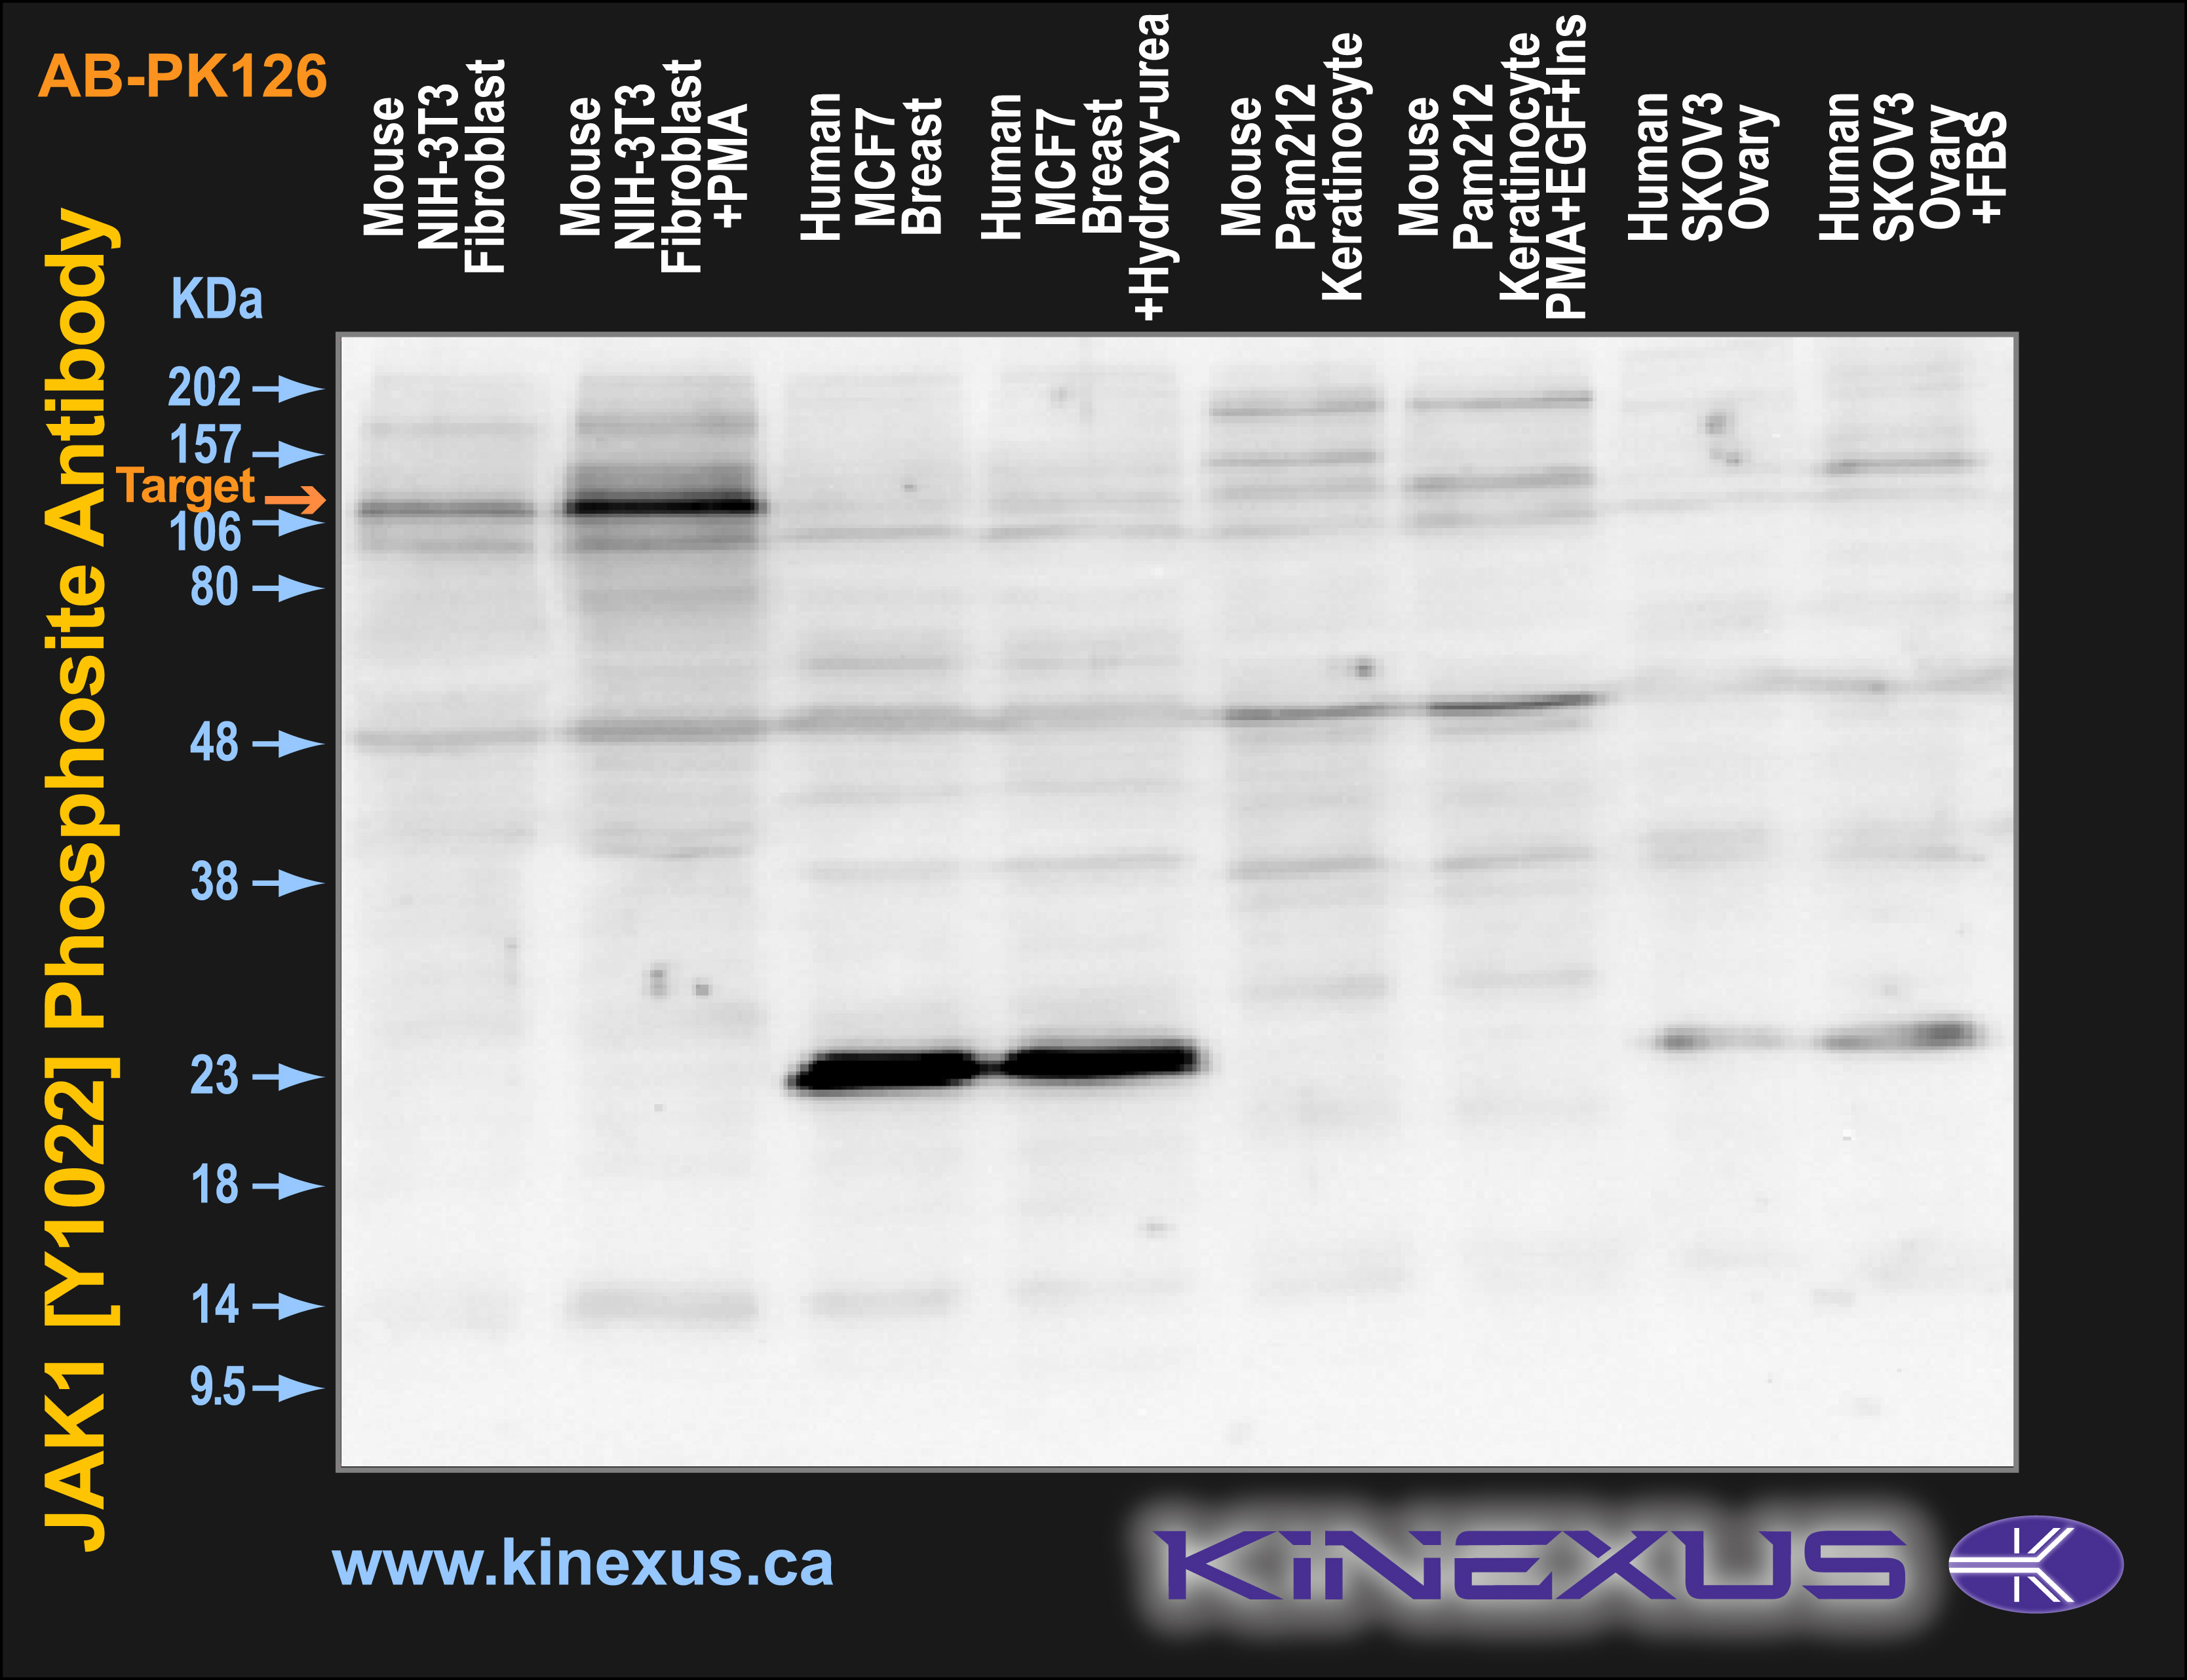 AB-PK126
JAK1 [Y1022] Phosphosite Antibody
Mouse
NIH-3T3
Fibroblast
Mouse
NIH-3T3
Fibroblast
+PMA
Human
MCF7
Breast
Human
MCF7
Breast
+Hydroxy-urea
Mouse
Pam212
Keratinocyte
Mouse
Pam212
Keratinocyte
PMA+EGF+Ins
Human
SKOV3
Ovary
Human
SKOV3
Ovary
+FBS
KDa
202
157
Target
106
80
48
38
23
18
14
9.5
www.kinexus.ca
KiNEXUS
K